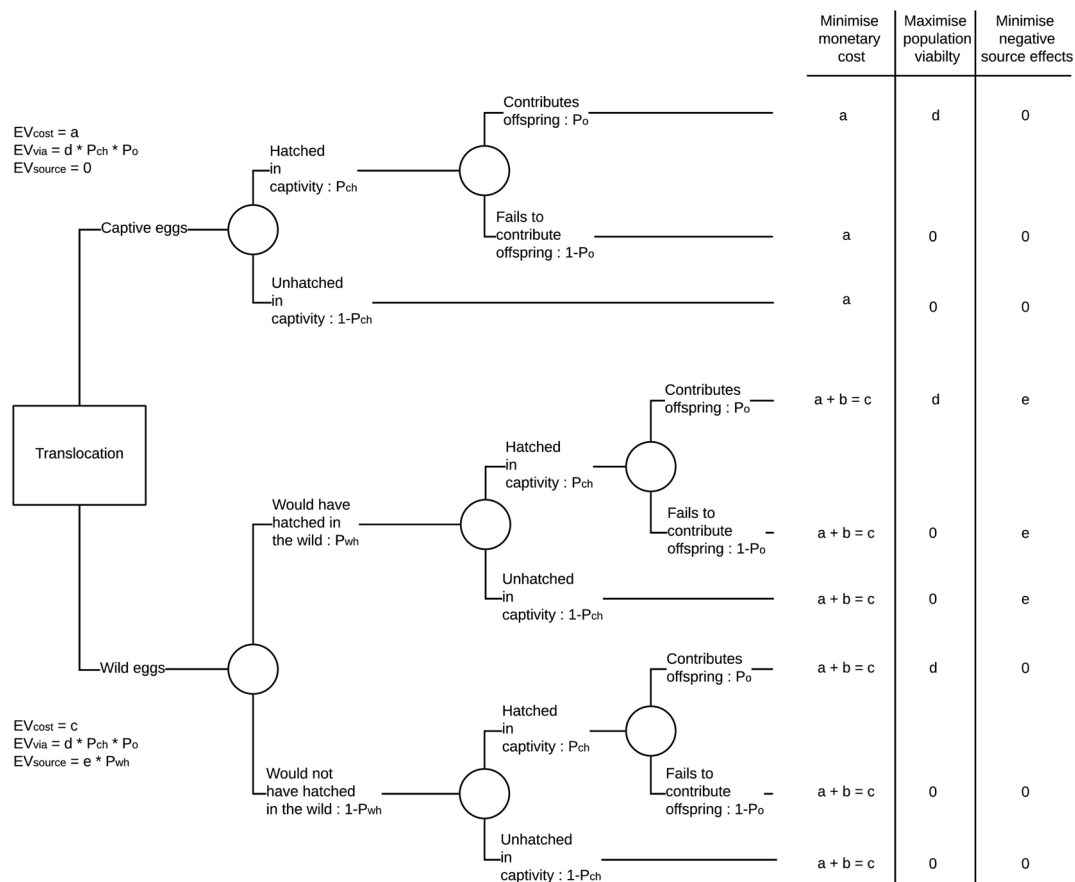 Minimise
monetary
cost
Maximise
population
viabilty
Minimise
negative
source effects
EVcost = a
EVvia = d * Pch * Po
EVsource = 0
Contributes
offspring : Po
a
d
0
Hatched
in
captivity : Pch
Captive eggs
Fails to
contribute
offspring : 1-Po
a
0
0
Unhatched
in
captivity : 1-Pch
a
0
0
Translocation
Contributes
offspring : Po
a + b = c
d
e
Hatched
in
captivity : Pch
Would have
hatched in
the wild : Pwh
Fails to
contribute
offspring : 1-Po
a + b = c
0
e
Unhatched
in
captivity : 1-Pch
a + b = c
0
e
Wild eggs
Contributes
offspring : Po
a + b = c
d
0
EVcost = c
EVvia = d * Pch * Po
EVsource = e * Pwh
Hatched
in
captivity : Pch
Would not
have hatched
in the wild : 1-Pwh
Fails to
contribute
offspring : 1-Po
a + b = c
0
0
Unhatched
in
captivity : 1-Pch
a + b = c
0
0